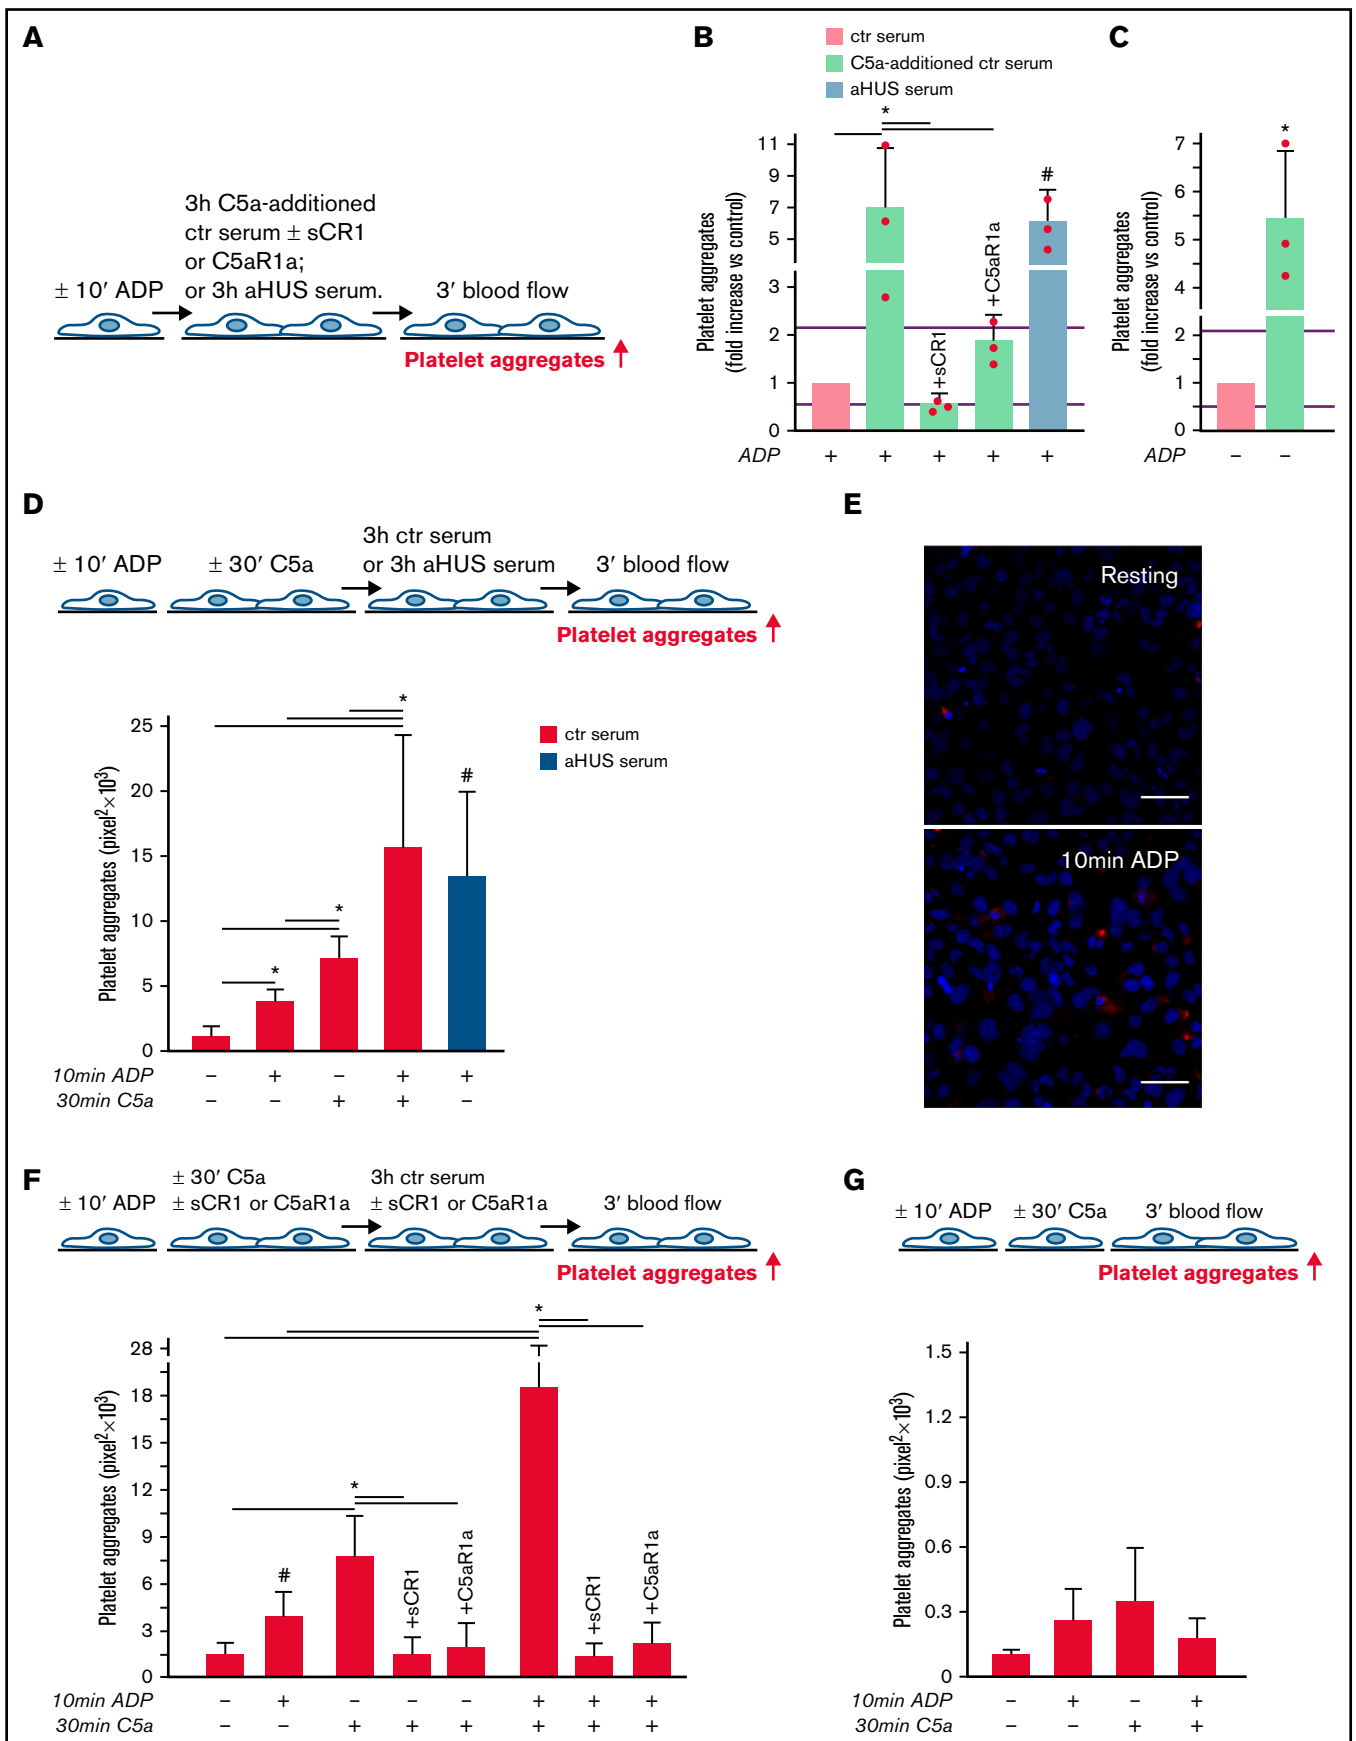 A
3h C5a-additioned
ctr serum ± sCR1
or C5aR1a;
or 3h aHUS serum.
± 10′ ADP
3′ blood flow
Platelet aggregates
B
ctr serum
C5a-additioned ctr serum
aHUS serum
Platelet aggregates
(fold increase vs control)
11
9
7
5
3
2
1
0
*
+sCR1
+C5aR1a
#
ADP
+ + + + +
C
Platelet aggregates
(fold increase vs control)
7
6
5
4
2
1
0
*
ADP
− −
D
3h ctr serum
± 10′ ADP ± 30′ C5a or 3h aHUS serum 3′ blood flow
Platelet aggregates
ctr serum
aHUS serum
Platelet aggregates (pixel²×10³)
25
20
15
10
5
0
* * * #
10min ADP − + − + +
30min C5a − − + + −
E
Resting
10min ADP
F
± 30′ C5a 3h ctr serum
± 10′ ADP ± sCR1 or C5aR1a ± sCR1 or C5aR1a 3′ blood flow
Platelet aggregates
Platelet aggregates (pixel²×10³)
28
18
15
12
9
6
3
0
# * *
+sCR1
+C5aR1a
+sCR1
+C5aR1a
10min ADP − + − − − + + +
30min C5a − − + + + + + +
G
± 10′ ADP ± 30′ C5a 3′ blood flow
Platelet aggregates
Platelet aggregates (pixel²×10³)
1.5
1.2
0.9
0.6
0.3
0
10min ADP − + − +
30min C5a − − + +